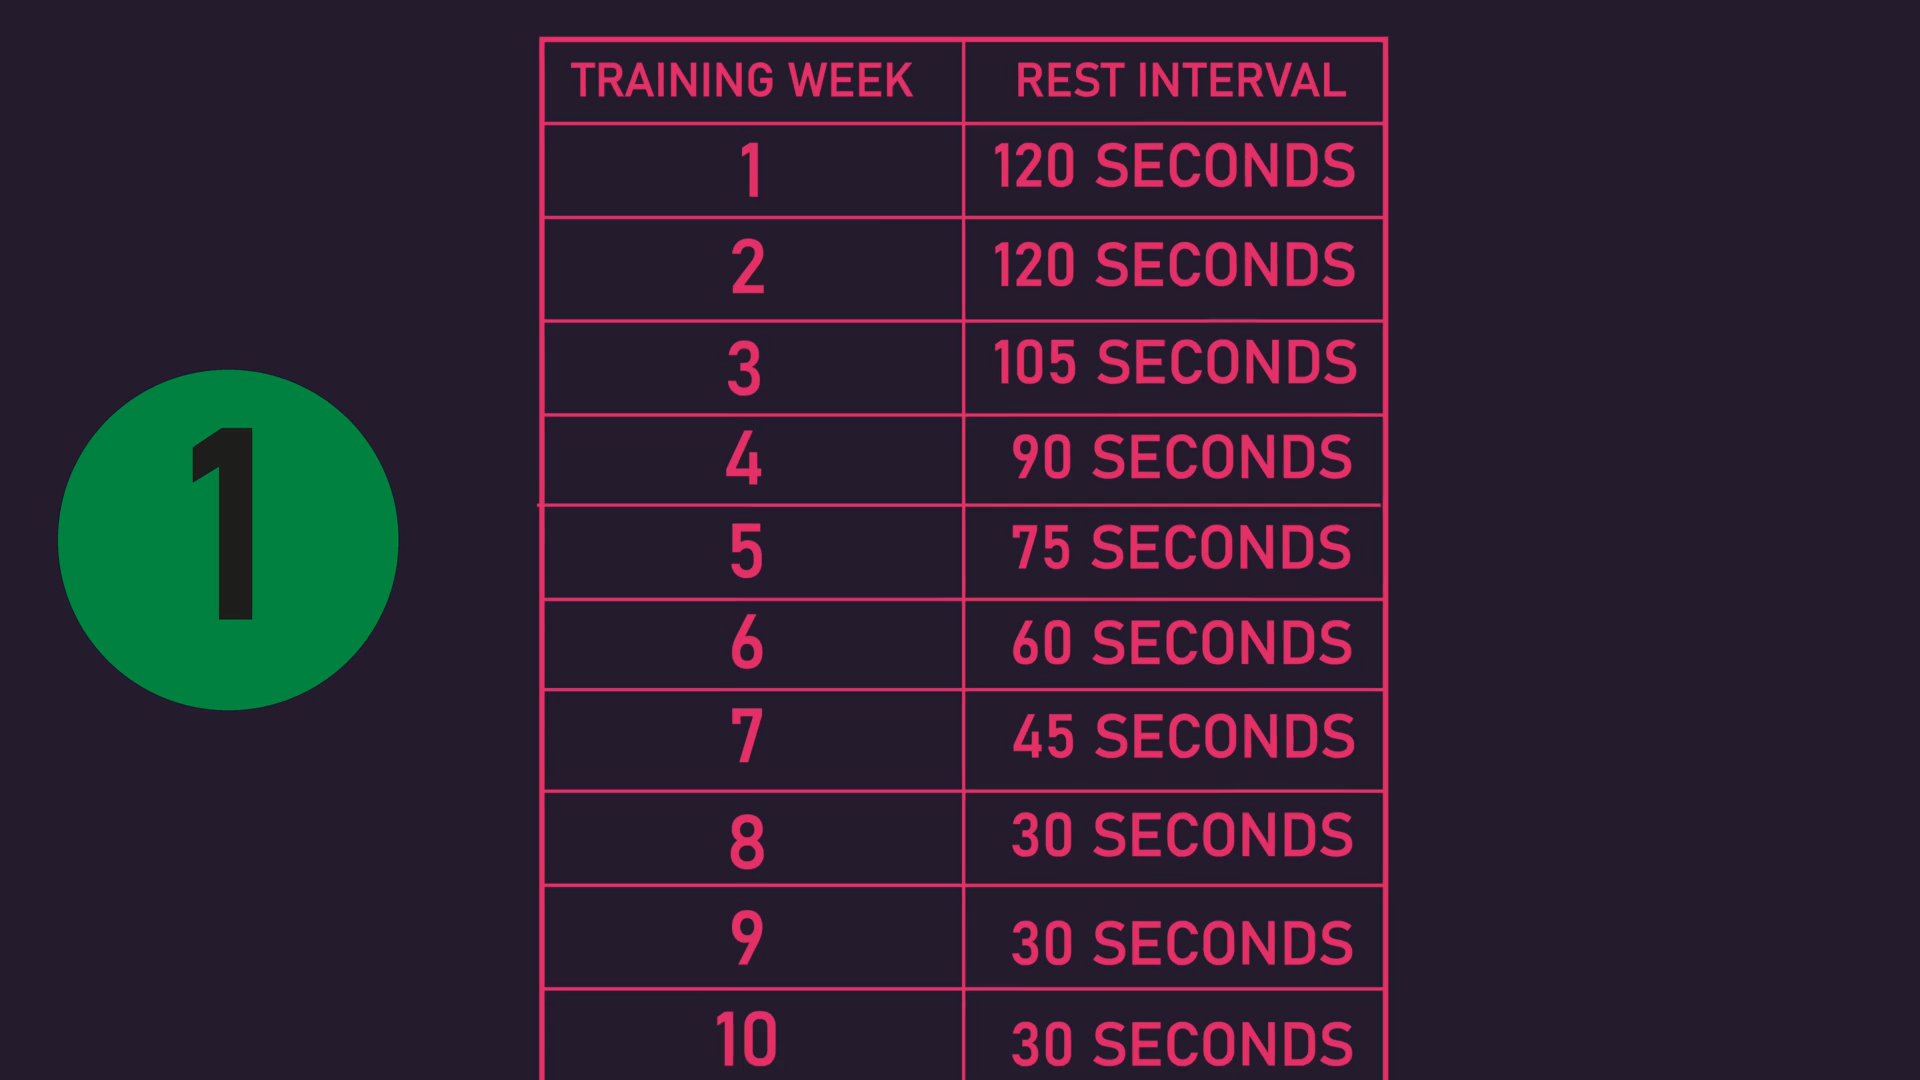 1
TRAINING WEEK REST INTERVAL
1 120 SECONDS
2 120 SECONDS
3 105 SECONDS
4 90 SECONDS
5 75 SECONDS
6 60 SECONDS
7 45 SECONDS
8 30 SECONDS
9 30 SECONDS
10 30 SECONDS